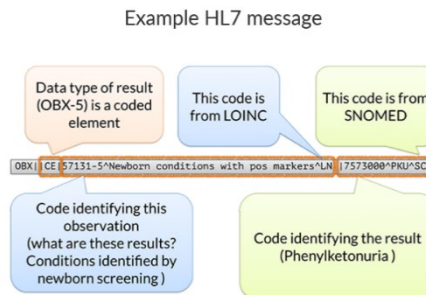 Example HL7 message
Data type of result
(OBX-5) is a coded
element
This code is
from LOINC
This code is from
SNOMED
OBX| |CE|57131-5^Newborn conditions with pos markers^LN |7573000^PKU^SC
Code identifying this
observation
(what are these results?
Conditions identified by
newborn screening )
Code identifying the result
(Phenylketonuria )